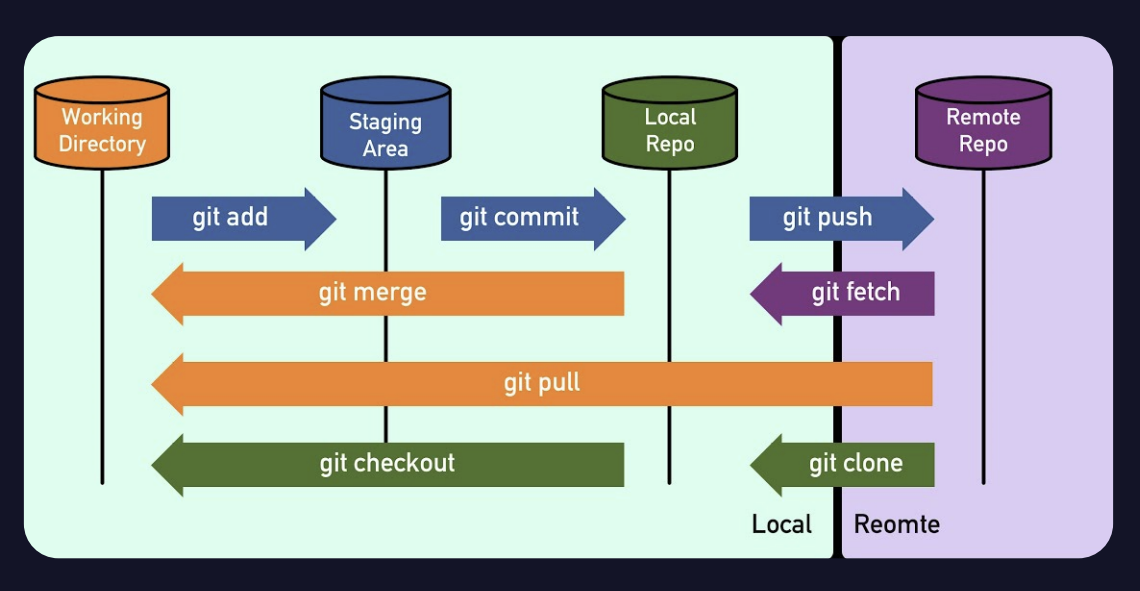 Working
Directory
Staging
Area
Local
Repo
Remote
Repo
git add
git commit
git push
git merge
git fetch
git pull
git checkout
git clone
Local
Reomte